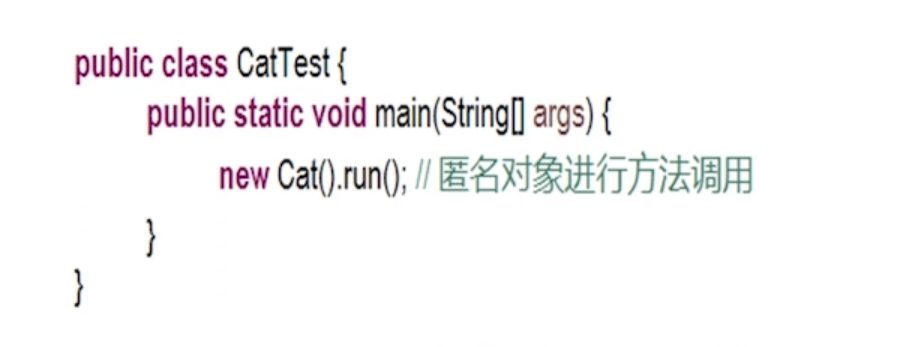 public class CatTest {
public static void main(String[] args) {
new Cat().run(); // 匿名对象进行方法调用
}
}